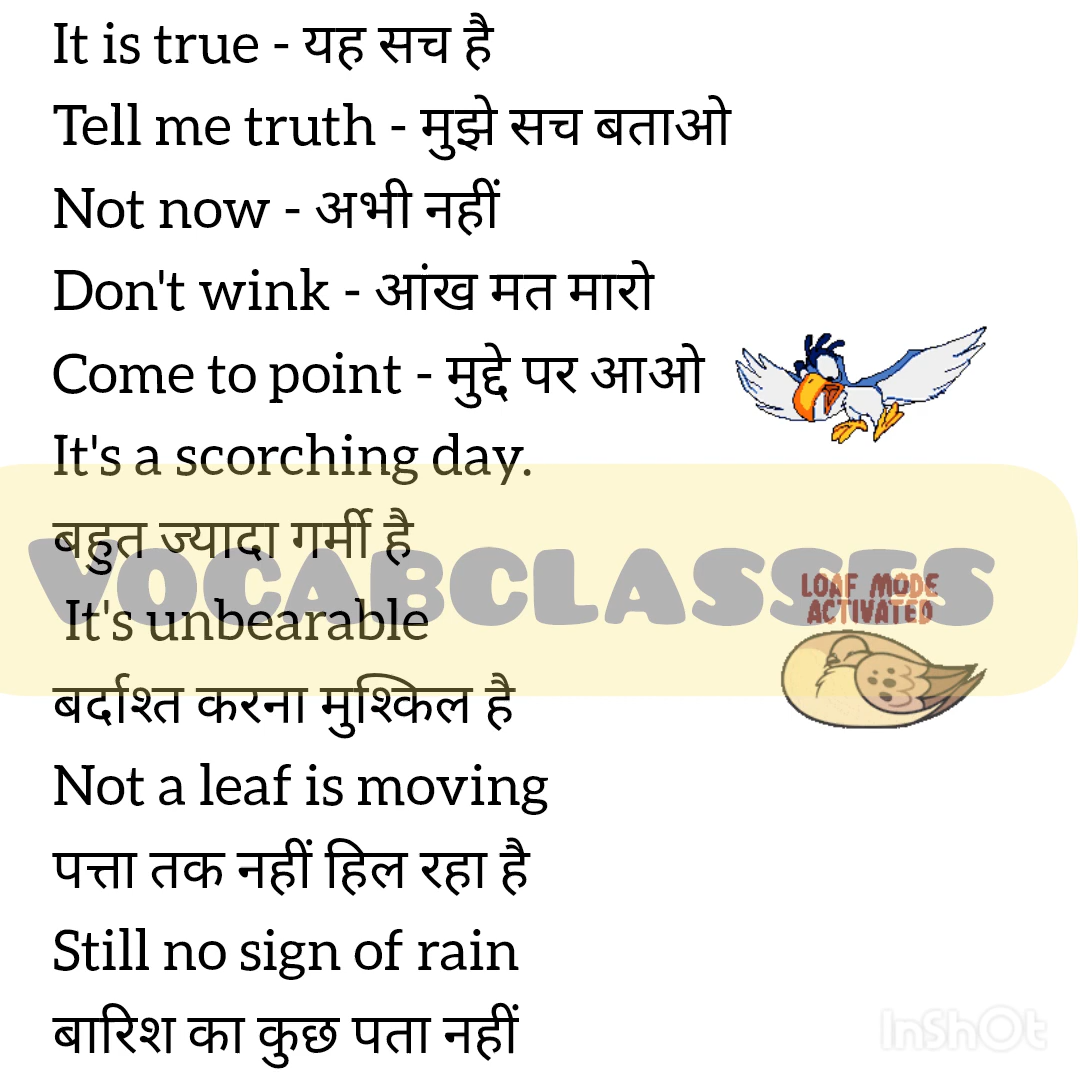 It is true - यह सच है
Tell me truth - मुझे सच बताओ
Not now - अभी नहीं
Don't wink - आंख मत मारो
Come to point - मुद्दे पर आओ
It's a scorching day.
बहुत ज्यादा गर्मी है
VOCABCLASSES
LOAF MODE
ACTIVATED
It's unbearable
बर्दाश्त करना मुश्किल है
Not a leaf is moving
पत्ता तक नहीं हिल रहा है
Still no sign of rain
बारिश का कुछ पता नहीं
InShOt